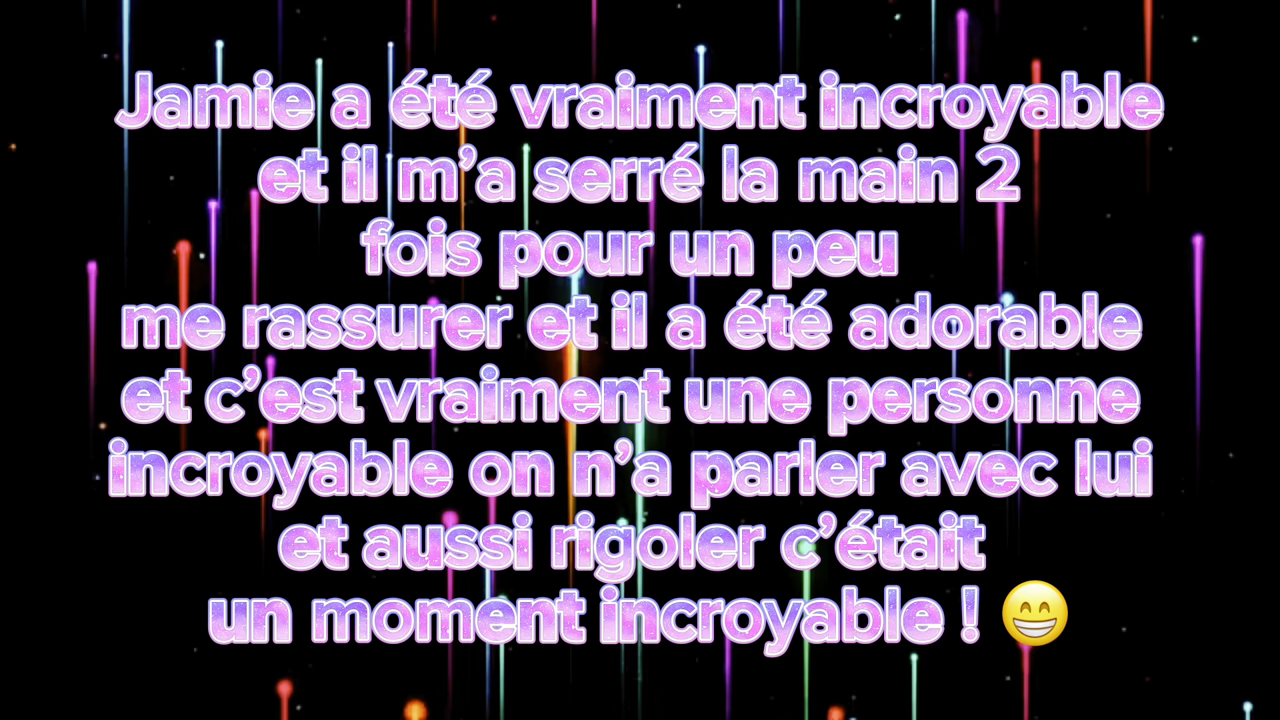 Jamie a été vraiment incroyable
et il m’a serré la main 2
fois pour un peu
me rassurer et il a été adorable
et c’est vraiment une personne
incroyable on n’a parler avec lui
et aussi rigoler c’était
un moment incroyable ! 😁